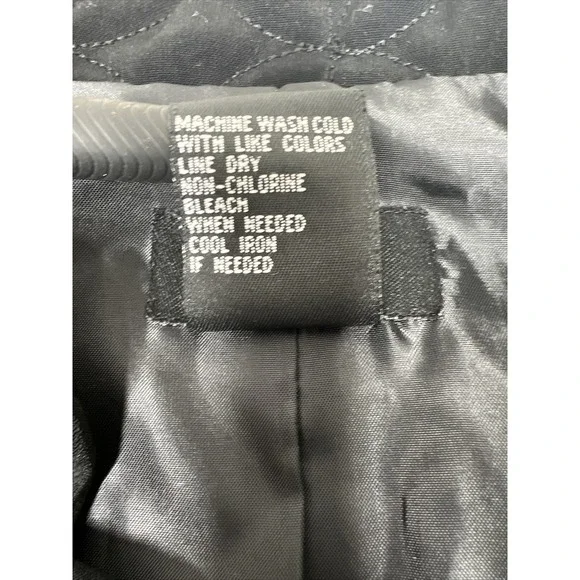 MACHINE WASH COLD
WITH LIKE COLORS
LINE DRY
NON-CHLORINE
BLEACH
WHEN NEEDED
COOL IRON
IF NEEDED